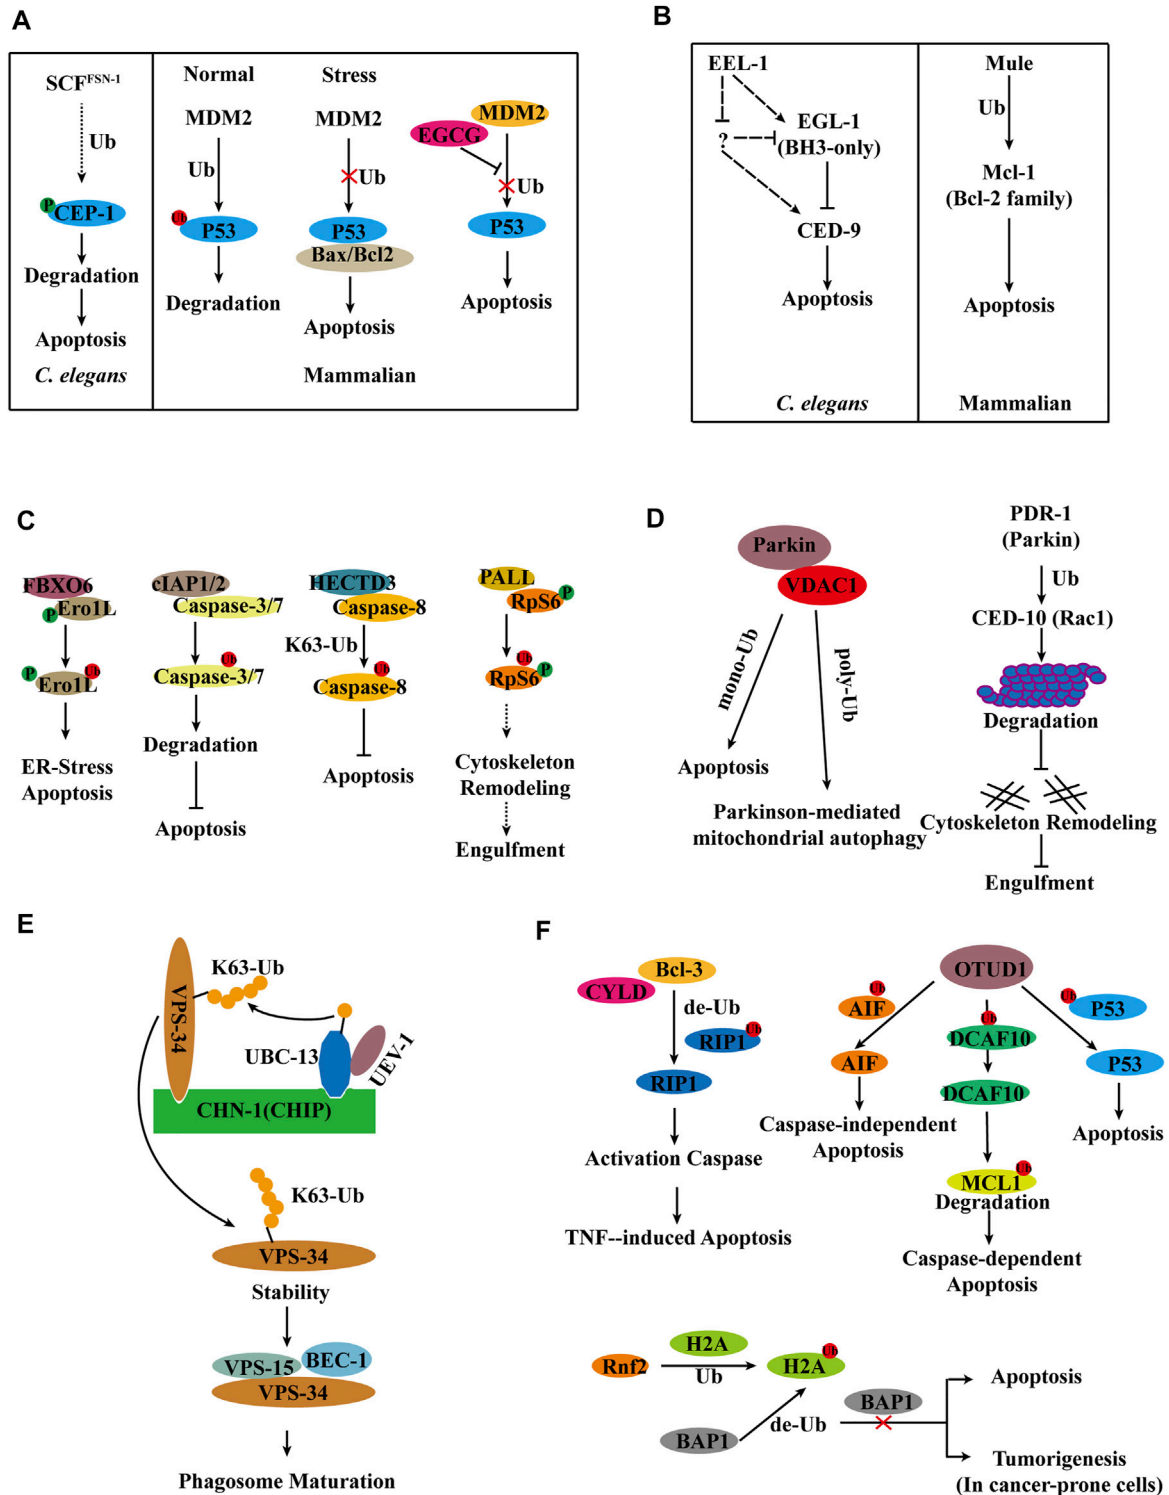 A
SCF^FSN-1
Ub
P
CEP-1
Degradation
Apoptosis
C. elegans
Normal
MDM2
Ub
Ub
P53
Degradation
Stress
MDM2
Ub
P53
Bax/Bcl2
Apoptosis
MDM2
EGCG
Ub
P53
Apoptosis
Mammalian
B
EEL-1
?
EGL-1
(BH3-only)
CED-9
Apoptosis
C. elegans
Mule
Ub
Mcl-1
(Bcl-2 family)
Apoptosis
Mammalian
C
FBXO6
Ero1L
P
P
Ub
Ero1L
ER-Stress
Apoptosis
cIAP1/2
Caspase-3/7
Ub
Caspase-3/7
Degradation
Apoptosis
HECTD3
Caspase-8
K63-Ub
Ub
Caspase-8
Apoptosis
PALL
RpS6
P
Ub
RpS6
P
Cytoskeleton
Remodeling
Engulfment
D
Parkin
VDAC1
mono-Ub
poly-Ub
Apoptosis
Parkinson-mediated
mitochondrial autophagy
PDR-1
(Parkin)
Ub
CED-10 (Rac1)
Degradation
Cytoskeleton Remodeling
Engulfment
E
VPS-34
K63-Ub
UBC-13
UEV-1
CHN-1(CHIP)
K63-Ub
VPS-34
Stability
VPS-15
BEC-1
VPS-34
Phagosome Maturation
F
Bcl-3
CYLD
de-Ub
Ub
RIP1
RIP1
Activation Caspase
TNF--induced Apoptosis
OTUD1
Ub
AIF
AIF
Caspase-independent
Apoptosis
Ub
DCAF10
DCAF10
Ub
MCL1
Degradation
Caspase-dependent
Apoptosis
Ub
P53
P53
Apoptosis
Rnf2
H2A
Ub
Ub
H2A
BAP1
de-Ub
BAP1
Apoptosis
Tumorigenesis
(In cancer-prone cells)